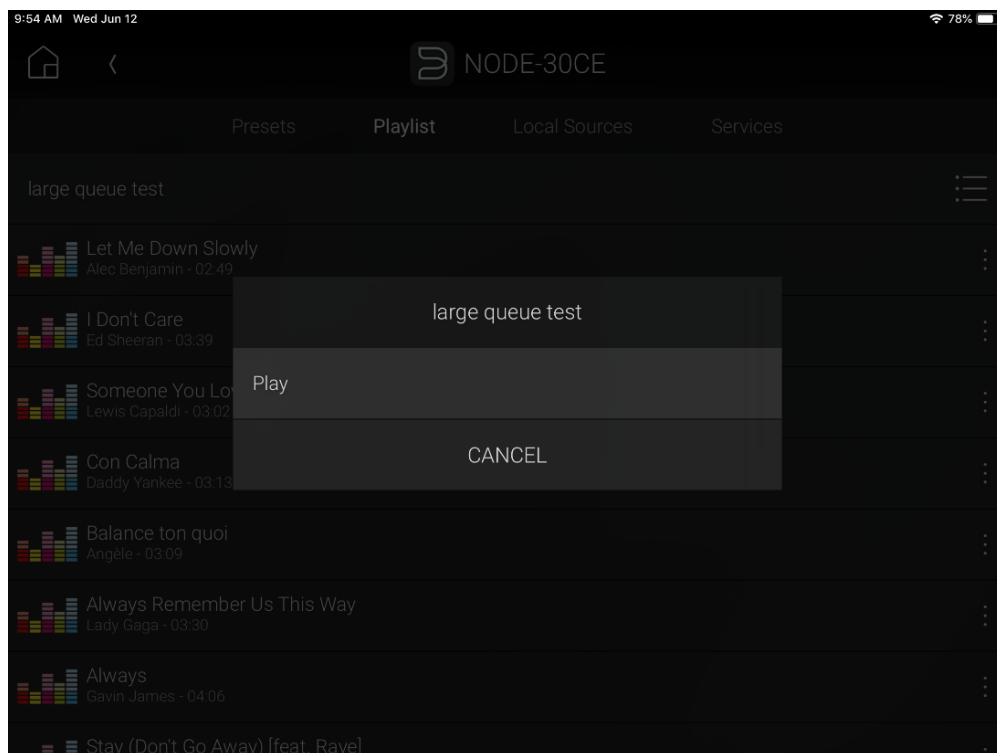 9:54 AM Wed Jun 12
78%
NODE-30CE
Presets Playlist Local Sources Services
large queue test
Let Me Down Slowly
Alec Benjamin - 02:49
I Don't Care
Ed Sheeran - 03:39
Someone You
Lewis Capaldi - 03:02
Con Calma
Daddy Yankee - 03:13
Balance ton quoi
Angèle - 03:09
Always Remember Us This Way
Lady Gaga - 03:30
Always
Gavin James - 04:06
Stay (Don't Go Away) [feat. Raye]
large queue test
Play
CANCEL